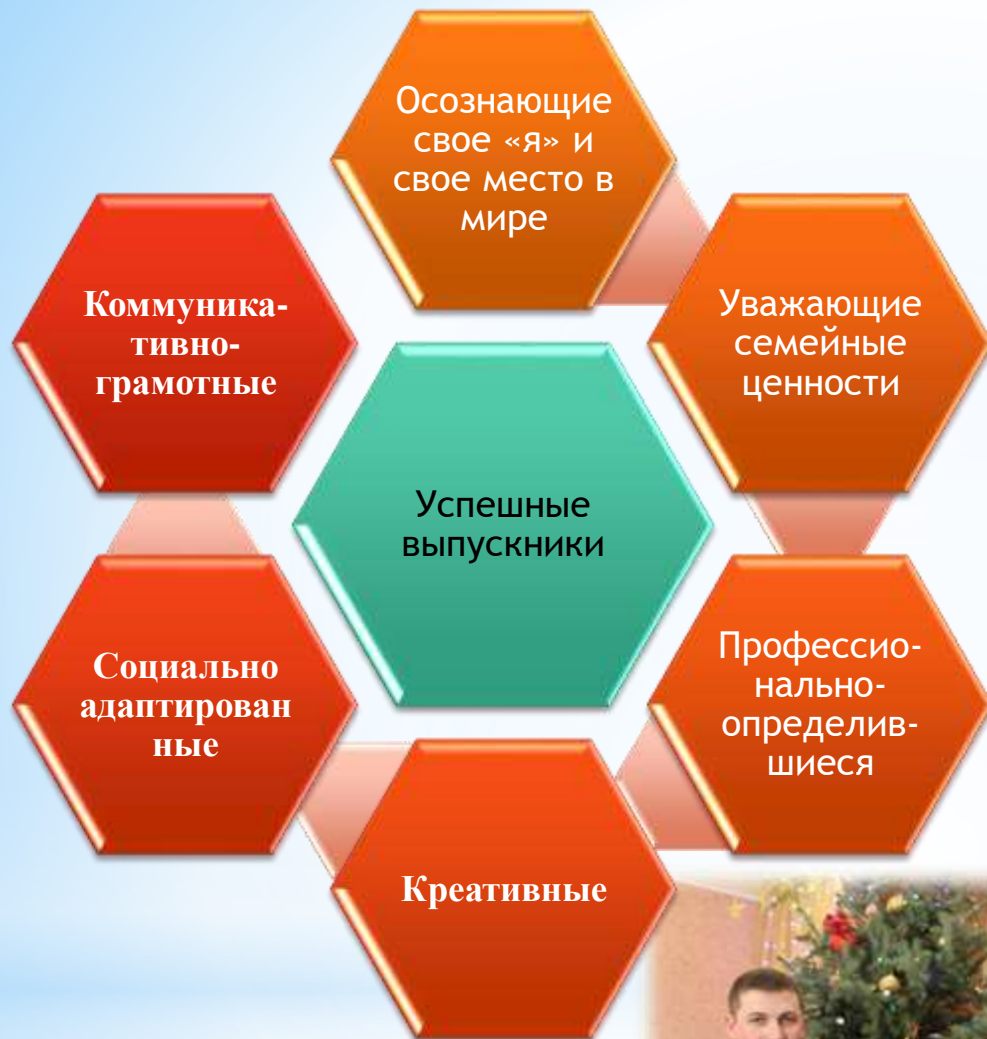 Осознающие
свое «я» и
свое место в
мире
Уважающие
семейные
ценности
Профессио-
нально-
определив-
шиеся
Креативные
Социально
адаптирован
ные
Коммуника-
тивно-
грамотные
Успешные
выпускники